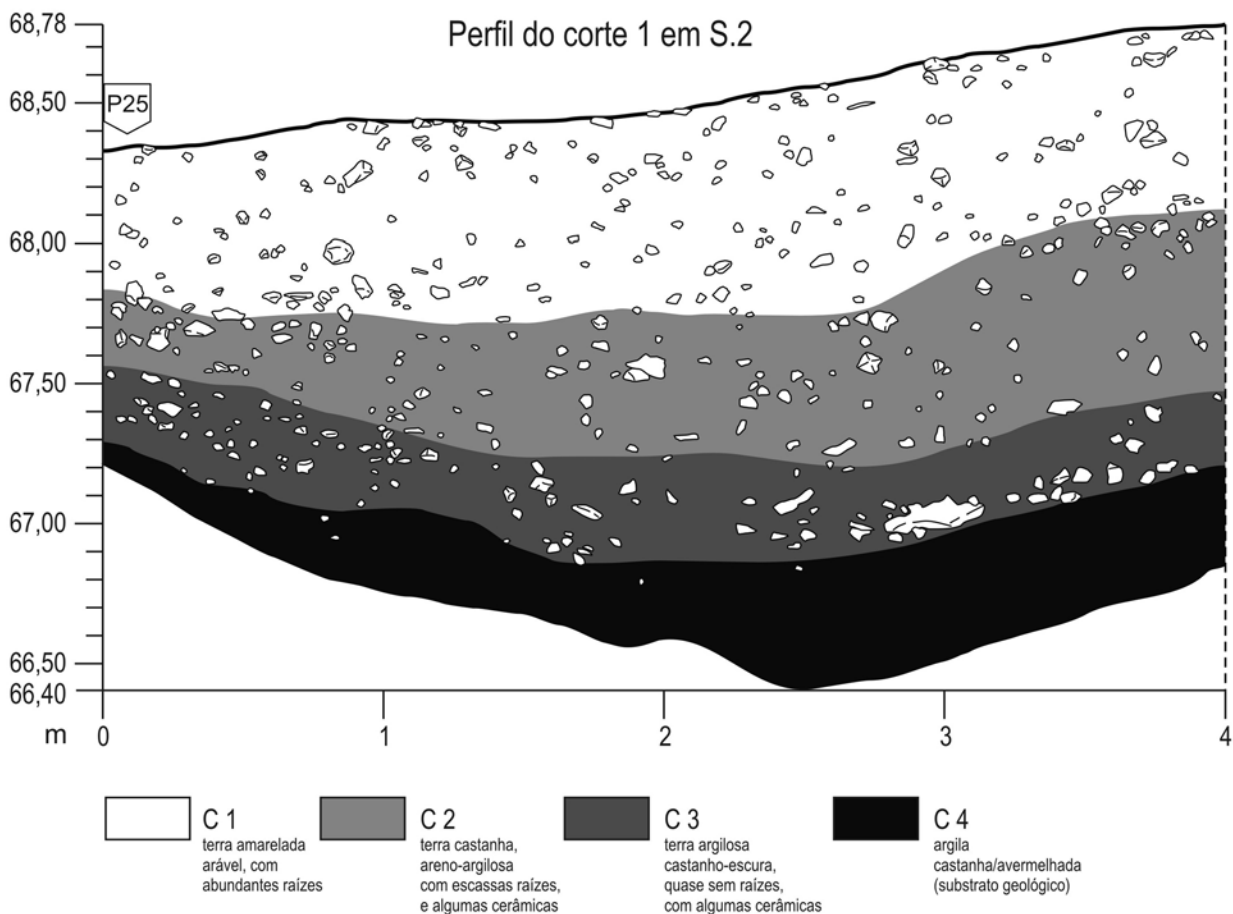 Perfil do corte 1 em S.2
68,78
68,50
P25
68,00
67,50
67,00
66,50
66,40
m 0 1 2 3 4
C 1
terra amarelada
arável, com
abundantes raízes
C 2
terra castanha,
areno-argilosa
com escassas raízes,
e algumas cerâmicas
C 3
terra argilosa
castanho-escura,
quase sem raízes,
com algumas cerâmicas
C 4
argila
castanha/avermelhada
(substrato geológico)